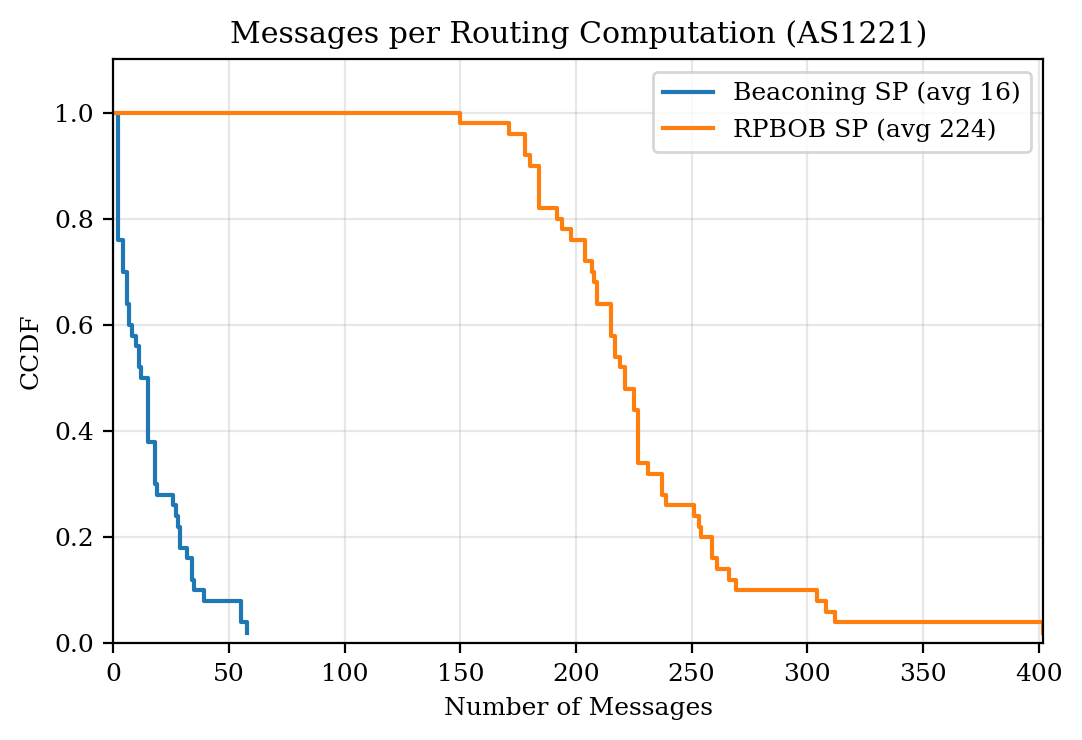 Messages per Routing Computation (AS1221)
Beaconing SP (avg 16)
RPBOB SP (avg 224)
CCDF
1.0
0.8
0.6
0.4
0.2
0.0
0 50 100 150 200 250 300 350 400
Number of Messages